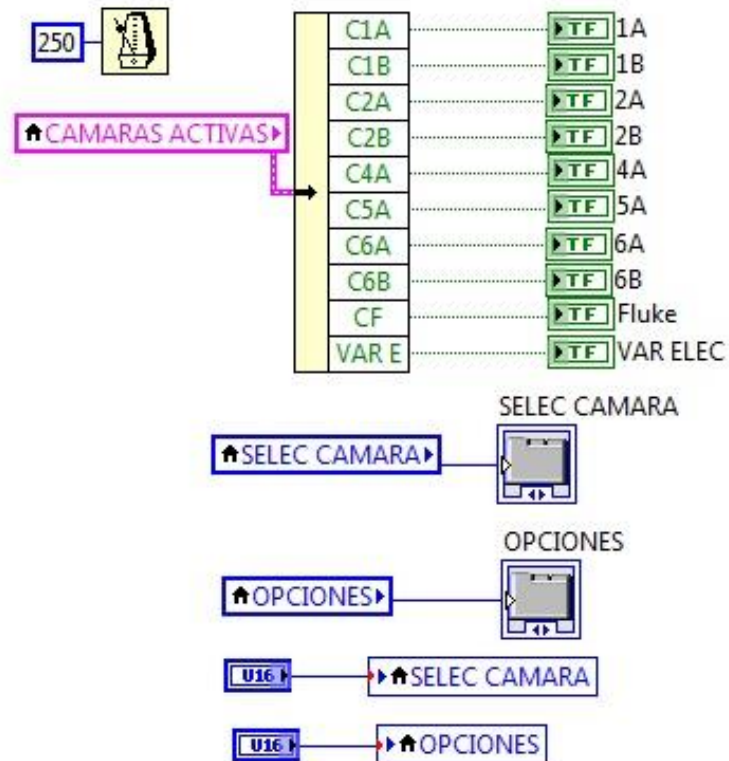 250
C1A TF 1A
C1B TF 1B
C2A TF 2A
CAMARAS ACTIVAS C2B TF 2B
C4A TF 4A
C5A TF 5A
C6A TF 6A
C6B TF 6B
CF TF Fluke
VAR E TF VAR ELEC
SELEC CAMARA
SELEC CAMARA
OPCIONES
OPCIONES
U16 SELEC CAMARA
U16 OPCIONES